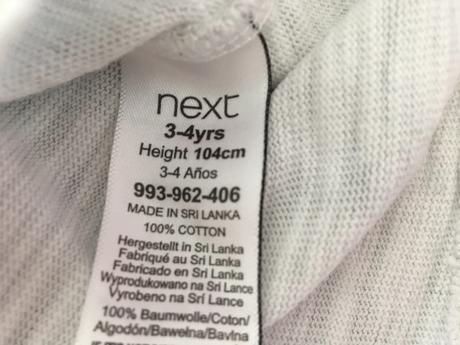 next
3-4yrs
Height 104cm
3-4 Años
993-962-406
MADE IN SRI LANKA
100% COTTON
Hergestellt in Sri Lanka
Fabriqué au Sri Lanka
Fabricado en Sri Lanka
Wyprodukowano na Sri Lance
Vyrobeno na Srí Lance
100% Baumwolle/Coton/
Algodón/Bawełna/Bavlna